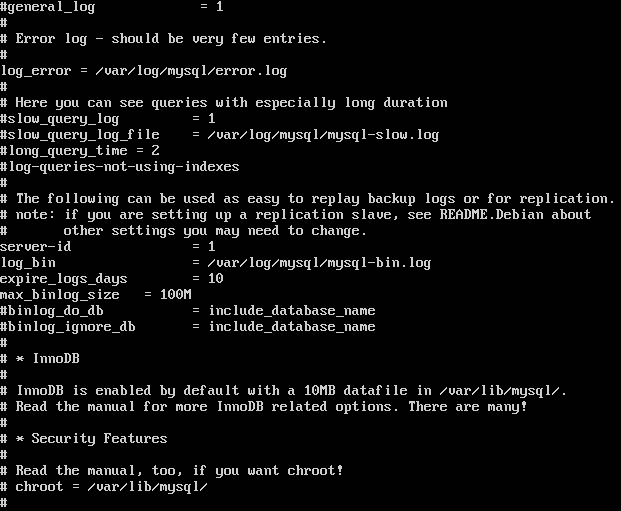 #general_log             = 1
#
# Error log - should be very few entries.
#
log_error = /var/log/mysql/error.log
#
# Here you can see queries with especially long duration
#slow_query_log         = 1
#slow_query_log_file    = /var/log/mysql/mysql-slow.log
#long_query_time = 2
#log-queries-not-using-indexes
#
# The following can be used as easy to replay backup logs or for replication.
# note: if you are setting up a replication slave, see README.Debian about
#       other settings you may need to change.
server-id               = 1
log_bin                 = /var/log/mysql/mysql-bin.log
expire_logs_days        = 10
max_binlog_size   = 100M
#binlog_do_db           = include_database_name
#binlog_ignore_db       = include_database_name
#
# * InnoDB
#
# InnoDB is enabled by default with a 10MB datafile in /var/lib/mysql/.
# Read the manual for more InnoDB related options. There are many!
#
# * Security Features
#
# Read the manual, too, if you want chroot!
# chroot = /var/lib/mysql/
#